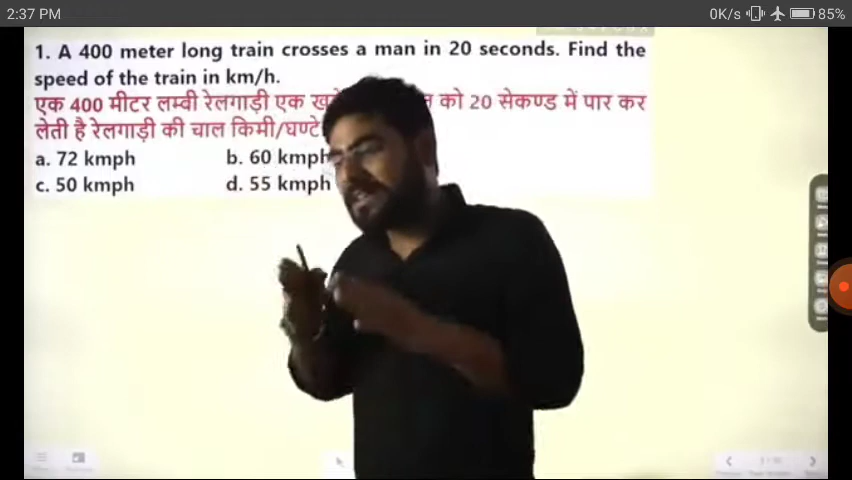 2:37 PM
0K/s 85%
1. A 400 meter long train crosses a man in 20 seconds. Find the
speed of the train in km/h.
एक 400 मीटर लम्वी रेलगाड़ी एक को 20 सेकण्ड में पार कर
लेती है रेलगाड़ी की चाल किमी/घण्टे
a. 72 kmph b. 60 kmph
c. 50 kmph d. 55 kmph